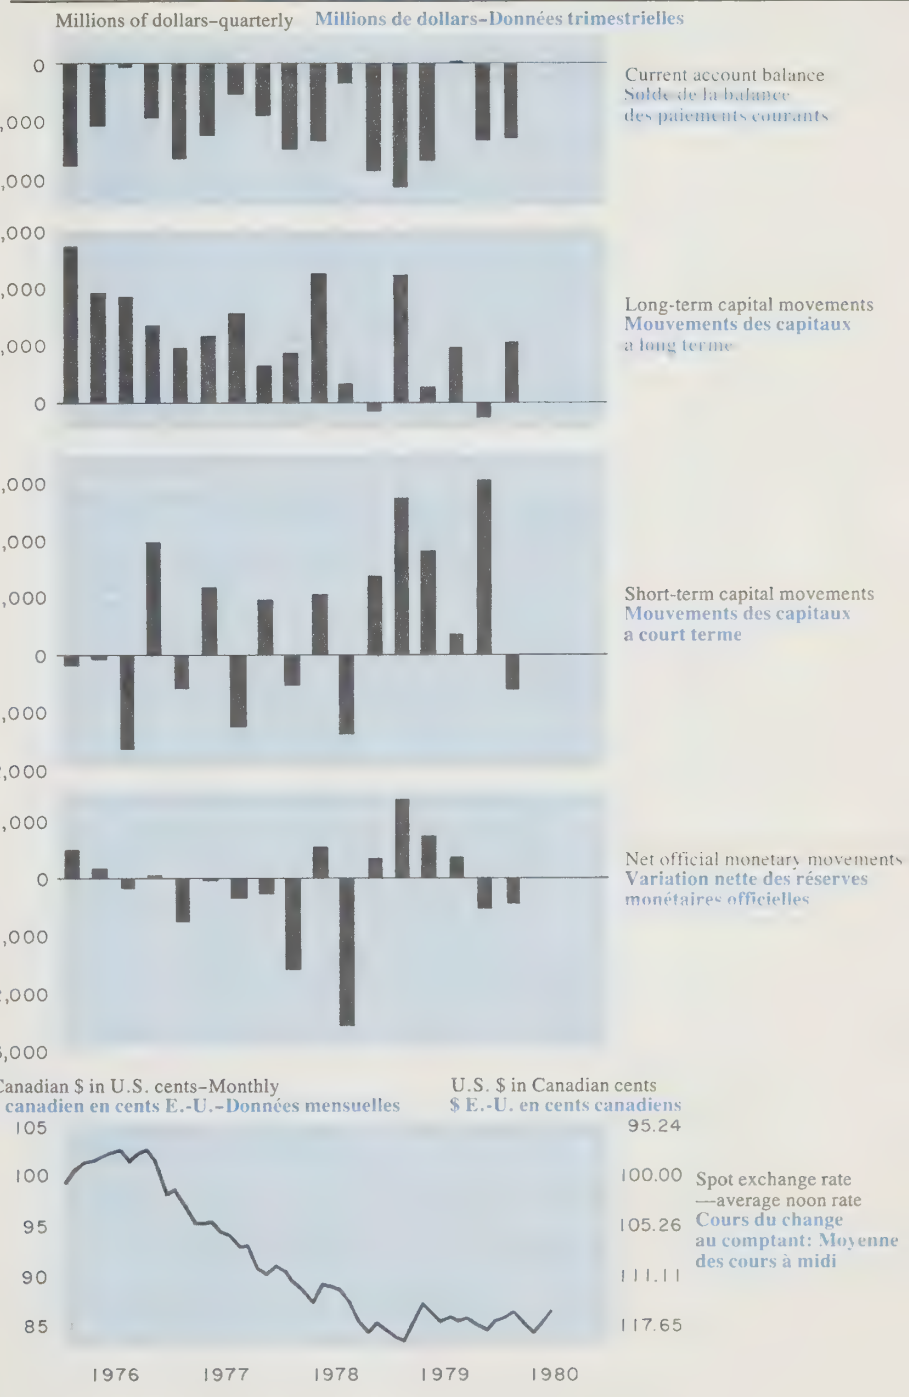 Millions of dollars–quarterly Millions de dollars–Données trimestrielles
0
,000
,000
Current account balance
Solde de la balance
des paiements courants
,000
,000
,000
0
Long-term capital movements
Mouvements des capitaux
a long terme
,000
,000
,000
0
,000
,000
Short-term capital movements
Mouvements des capitaux
a court terme
,000
0
,000
,000
,000
Net official monetary movements
Variation nette des réserves
monétaires officielles
Canadian $ in U.S. cents–Monthly U.S. $ in Canadian cents
canadien en cents E.-U.–Données mensuelles $ E.-U. en cents canadiens
105 95.24
100 100.00
95 105.26
90 111.11
85 117.65
Spot exchange rate
—average noon rate
Cours du change
au comptant: Moyenne
des cours à midi
1976 1977 1978 1979 1980